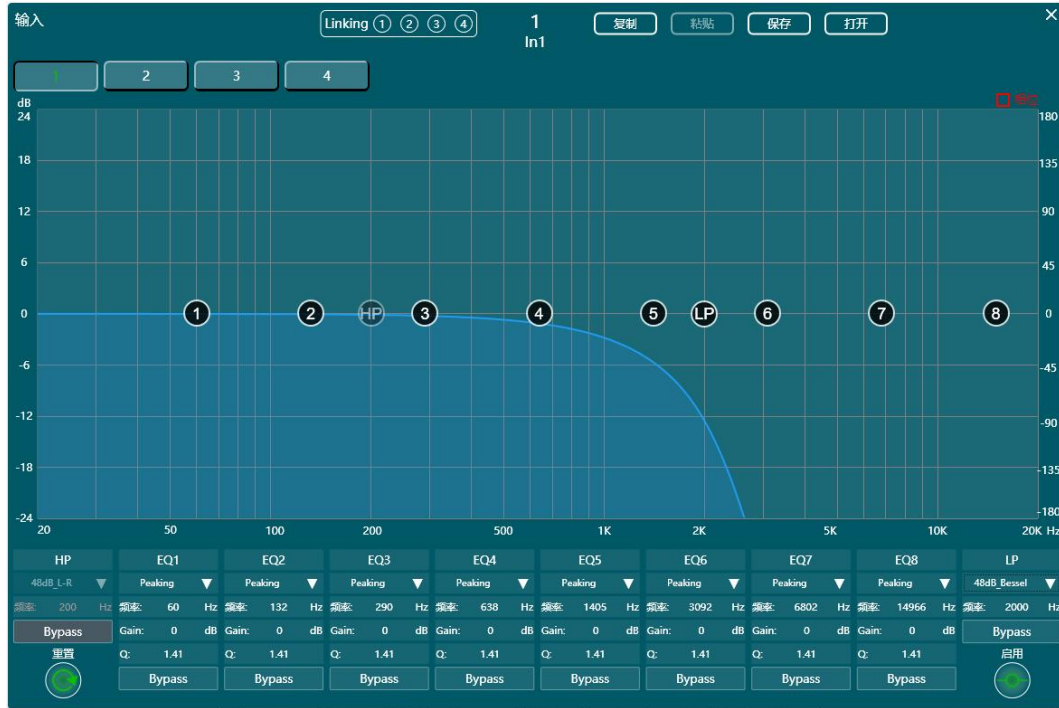 输入 Linking 1 2 3 4 1 复制 粘贴 保存 打开 ×
In1
1 2 3 4
dB 相位
24 180
18 135
12 90
6 45
0 1 2 HP 3 4 5 LP 6 7 8 0
-6 -45
-12 -90
-18 -135
-24 -180
20 50 100 200 500 1K 2K 5K 10K 20K Hz
HP EQ1 EQ2 EQ3 EQ4 EQ5 EQ6 EQ7 EQ8 LP
48dB_L-R Peaking Peaking Peaking Peaking Peaking Peaking Peaking Peaking 48dB_Bessel
频率: 200 Hz 频率: 60 Hz 频率: 132 Hz 频率: 290 Hz 频率: 638 Hz 频率: 1405 Hz 频率: 3092 Hz 频率: 6802 Hz 频率: 14966 Hz 频率: 2000 Hz
Bypass Gain: 0 dB Gain: 0 dB Gain: 0 dB Gain: 0 dB Gain: 0 dB Gain: 0 dB Gain: 0 dB Gain: 0 dB Bypass
重置 Q: 1.41 Q: 1.41 Q: 1.41 Q: 1.41 Q: 1.41 Q: 1.41 Q: 1.41 Q: 1.41 启用
Bypass Bypass Bypass Bypass Bypass Bypass Bypass Bypass